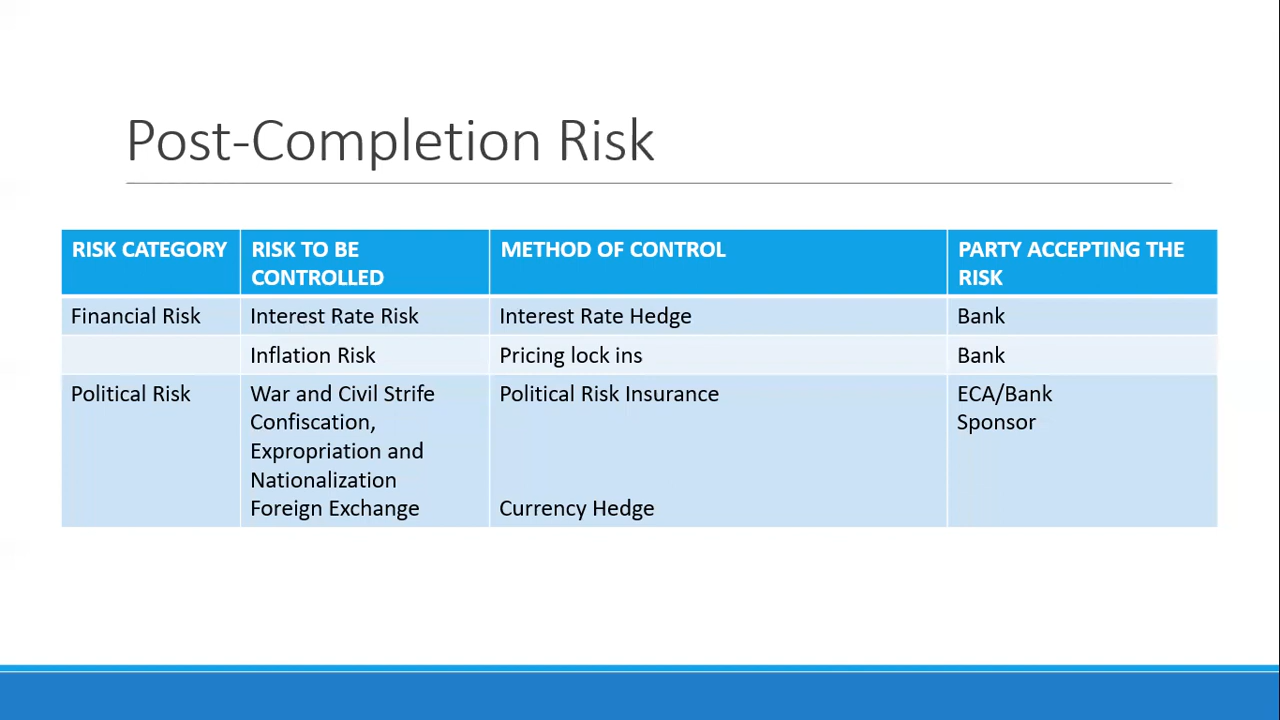 Post-Completion Risk
RISK CATEGORY
RISK TO BE
CONTROLLED
METHOD OF CONTROL
PARTY ACCEPTING THE
RISK
Financial Risk
Interest Rate Risk
Interest Rate Hedge
Bank
Inflation Risk
Pricing lock ins
Bank
Political Risk
War and Civil Strife
Confiscation,
Expropriation and
Nationalization
Foreign Exchange
Political Risk Insurance
Currency Hedge
ECA/Bank
Sponsor